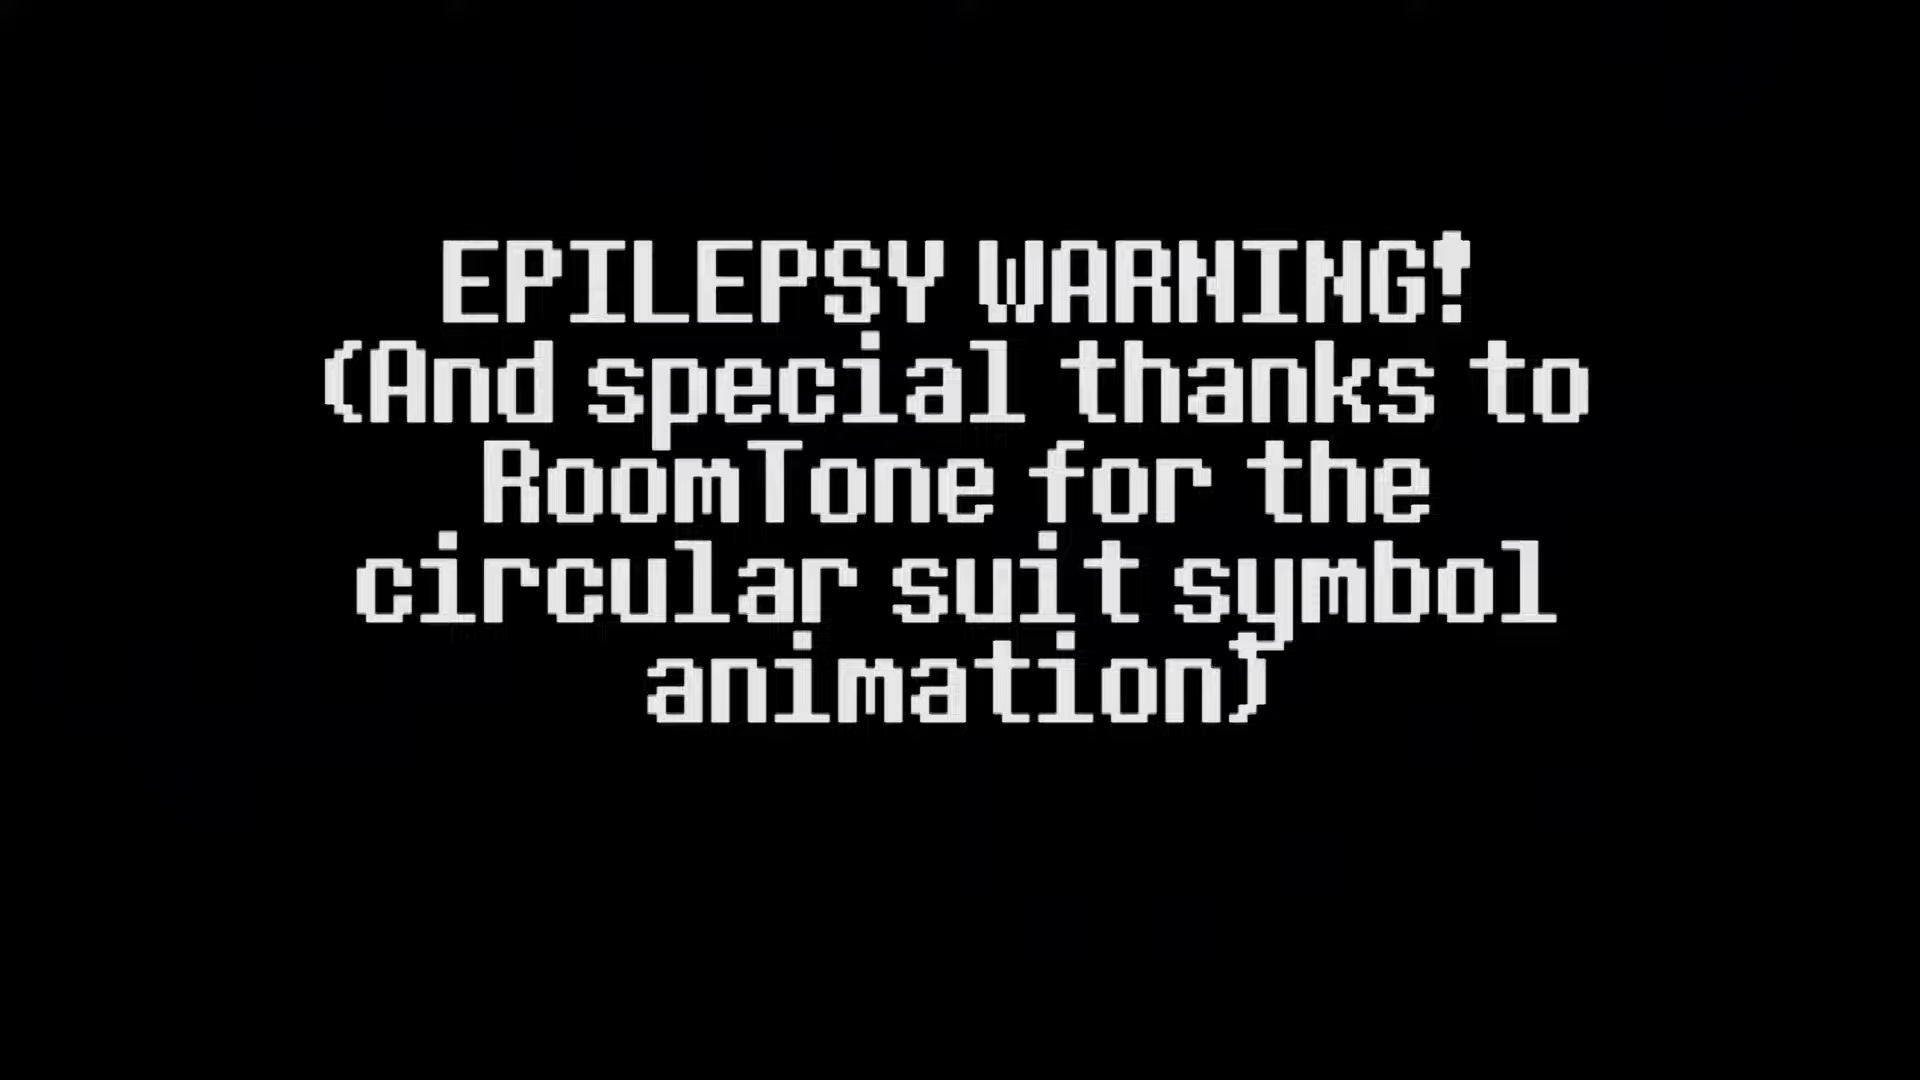 EPILEPSY WARNING!
(And special thanks to
RoomTone for the
circular suit symbol
animation)